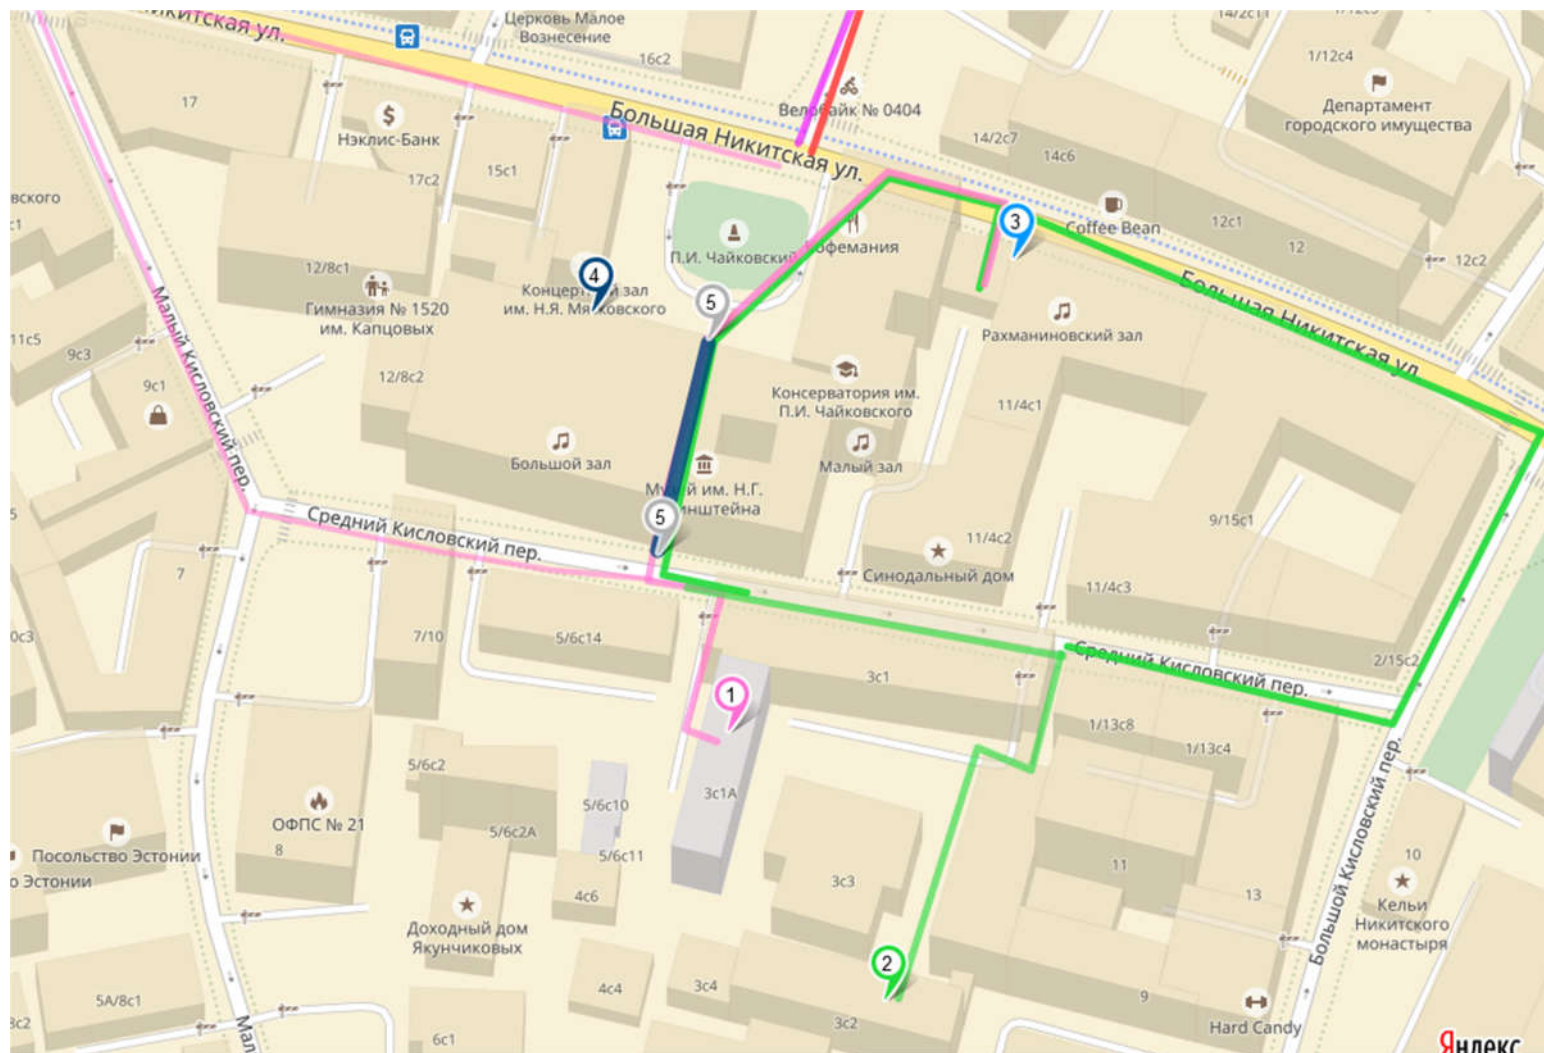 Никитская ул.
Церковь Малое
Вознесение
16с2
14/2с11
1/12с4
Департамент
городского имущества
17
Нэклис-Банк
Большая Никитская ул.
Велобайк № 0404
14/2с7
14с6
15с1
17с2
Coffee Bean
12с1
12
12с2
3
П.И. Чайковский
12/8с1
Гимназия № 1520
им. Капцовых
4
им. Н.Я.
5
Рахманиновский зал
Большая Никитская ул.
11с5
9с3
9с1
12/8с2
Малый Кисловский пер.
Консерватория им.
П.И. Чайковского
11/4с1
Большой зал
Малый зал
им. Н.Г.
5
Средний Кисловский пер.
9/15с1
11/4с2
Синодальный дом
11/4с3
7
7/10
5/6с14
3с1
Средний Кисловский пер.
2/15с2
1
1/13с8
1/13с4
5/6с2
3с1А
5/6с10
ОФПС № 21
8
5/6с2А
5/6с11
Посольство Эстонии
Эстонии
4с6
3с3
11
13
10
Кельи
Никитского
монастыря
Доходный дом
Якунчиковых
Большой Кисловский пер.
2
5А/8с1
4с4
3с4
3с2
9
Hard Candy
6с1
Мал
Яндекс